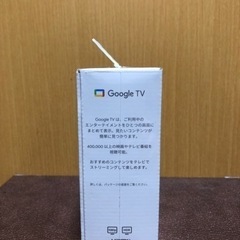 Google TV
Google TV は、ご利用中の
エンターテイメントをひとつの画面に
まとめて表示。見たいコンテンツが
簡単に見つかります。
400,000 以上の映画やテレビ番組を
視聴可能。
おすすめのコンテンツをテレビで
ストリーミングして楽しめます。